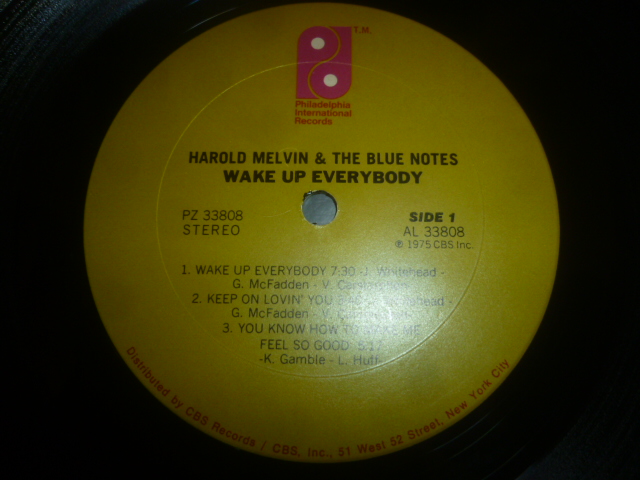 T.M.
Philadelphia
International
Records
HAROLD MELVIN & THE BLUE NOTES
WAKE UP EVERYBODY
PZ 33808
STEREO
SIDE 1
AL 33808
℗ 1975 CBS Inc.
1. WAKE UP EVERYBODY 7:30 -J. Whitehead -
G. McFadden - V.
2. KEEP ON LOVIN' YOU
G. McFadden - V.
3. YOU KNOW HOW TO MAKE ME
FEEL SO GOOD
-K. Gamble - L. Huff-
Distributed by CBS Records / CBS, Inc., 51 West 52 Street, New York City